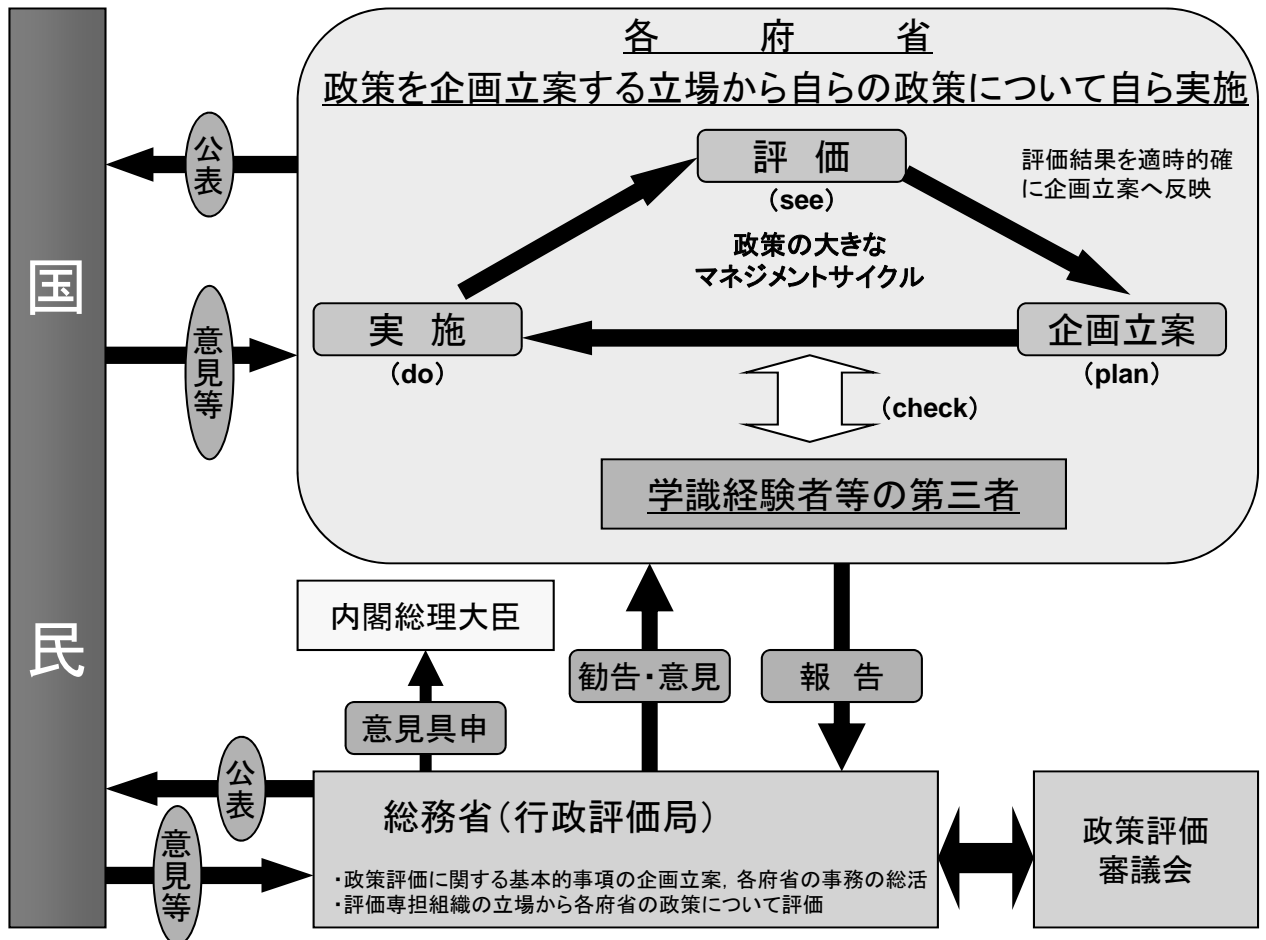 各 府 省
政策を企画立案する立場から自らの政策について自ら実施
公表
評 価
(see)
評価結果を適時的確
に企画立案へ反映
政策の大きな
マネジメントサイクル
国 民
意見等
実 施
(do)
企画立案
(plan)
(check)
学識経験者等の第三者
内閣総理大臣
勧告・意見
報 告
意見具申
公表
意見等
総務省(行政評価局)
・政策評価に関する基本的事項の企画立案,各府省の事務の総活
・評価専担組織の立場から各府省の政策について評価
政策評価
審議会